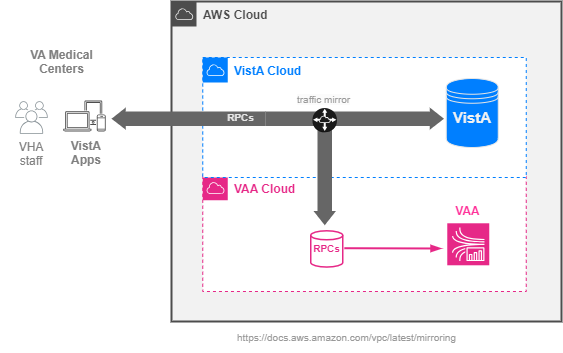 AWS Cloud
VA Medical
Centers
VistA Cloud
traffic mirror
RPCs
VistA
VHA
staff
VistA
Apps
VAA Cloud
VAA
RPCs
https://docs.aws.amazon.com/vpc/latest/mirroring